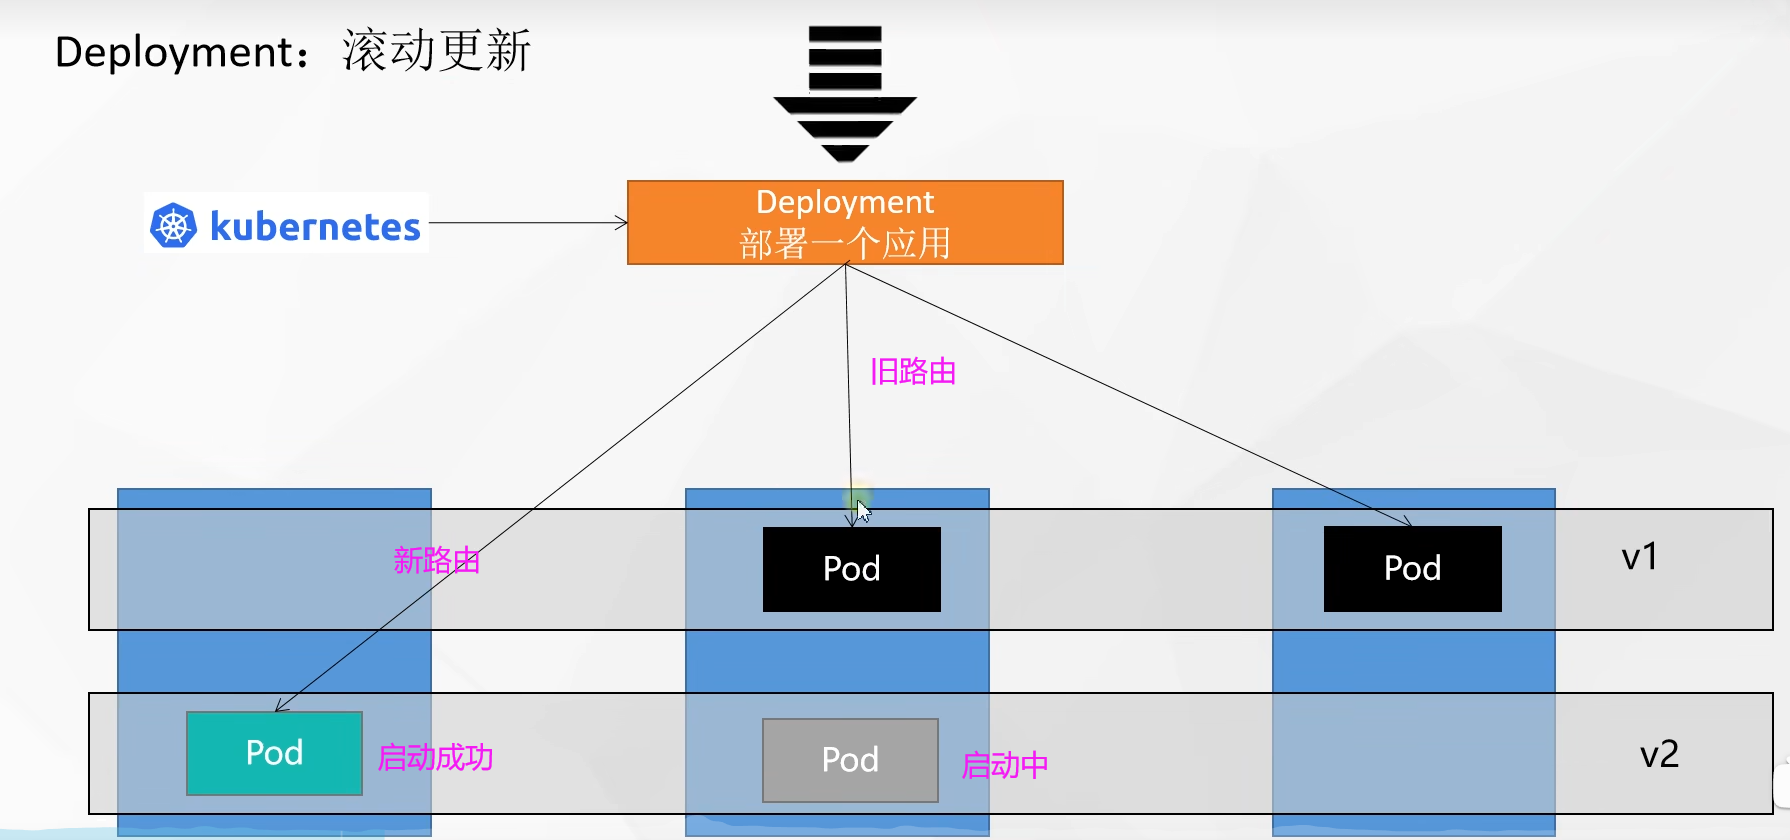 Deployment：滚动更新
kubernetes
Deployment
部署一个应用
旧路由
新路由
Pod
Pod
v1
Pod
启动成功
Pod
启动中
v2